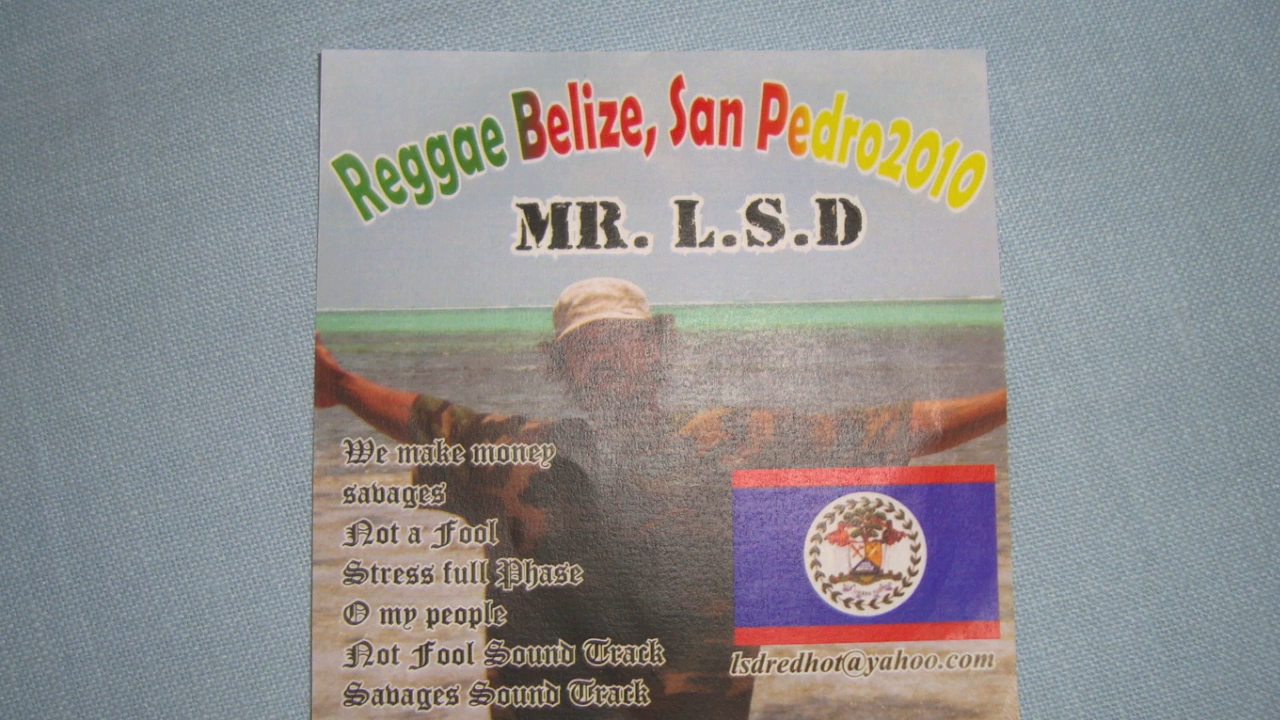 Reggae Belize, San Pedro2010
MR. L.S.D
We make money
savages
Not a Fool
Stress full Phase
O my people
Not Fool Sound Track
Savages Sound Track
lsdredhot@yahoo.com